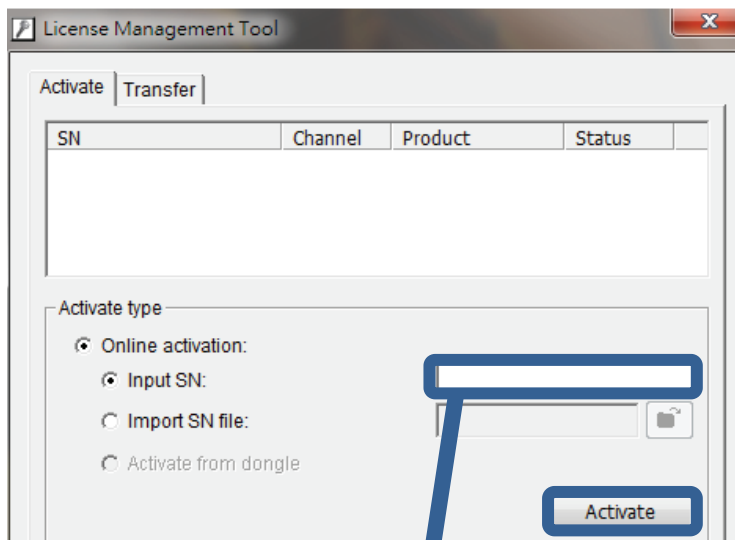 License Management Tool
Activate Transfer
SN Channel Product Status
Activate type
Online activation:
Input SN:
Import SN file:
Activate from dongle
Activate